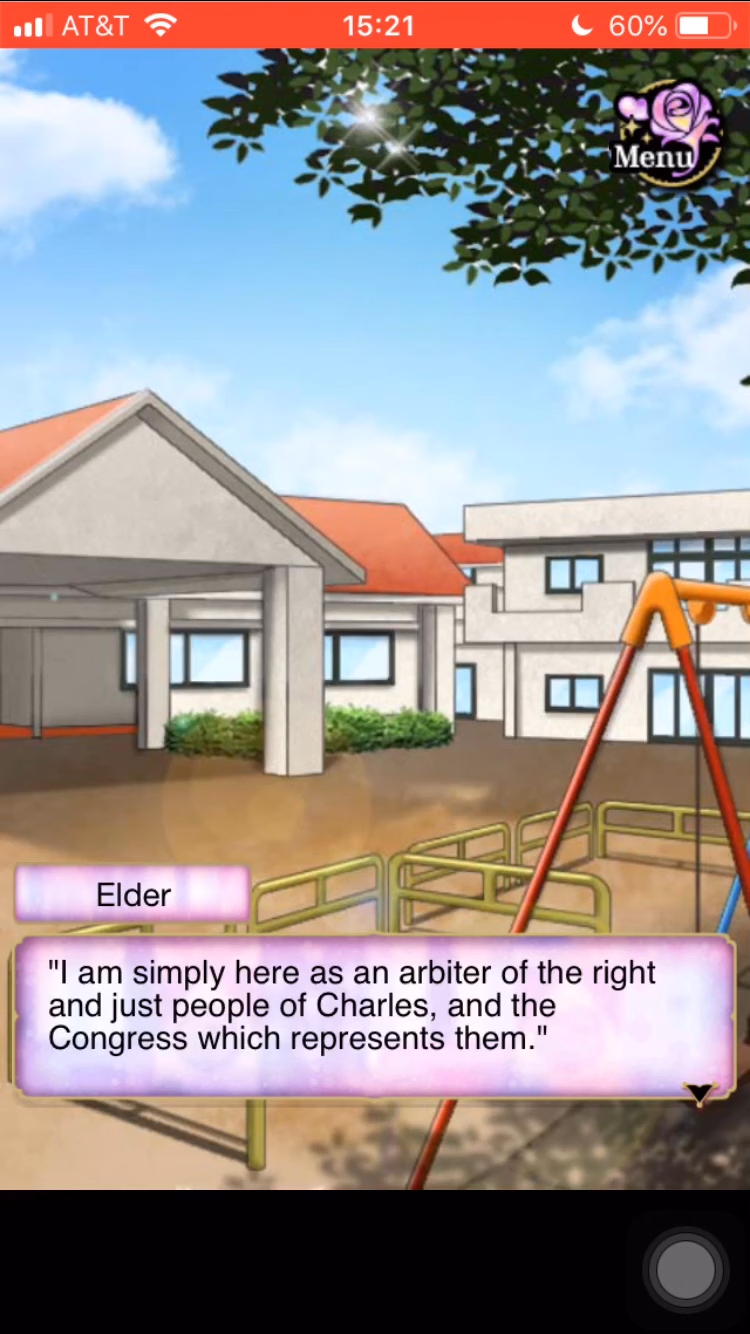 AT&T 15:21 60%
Menu
Elder
"I am simply here as an arbiter of the right
and just people of Charles, and the
Congress which represents them."